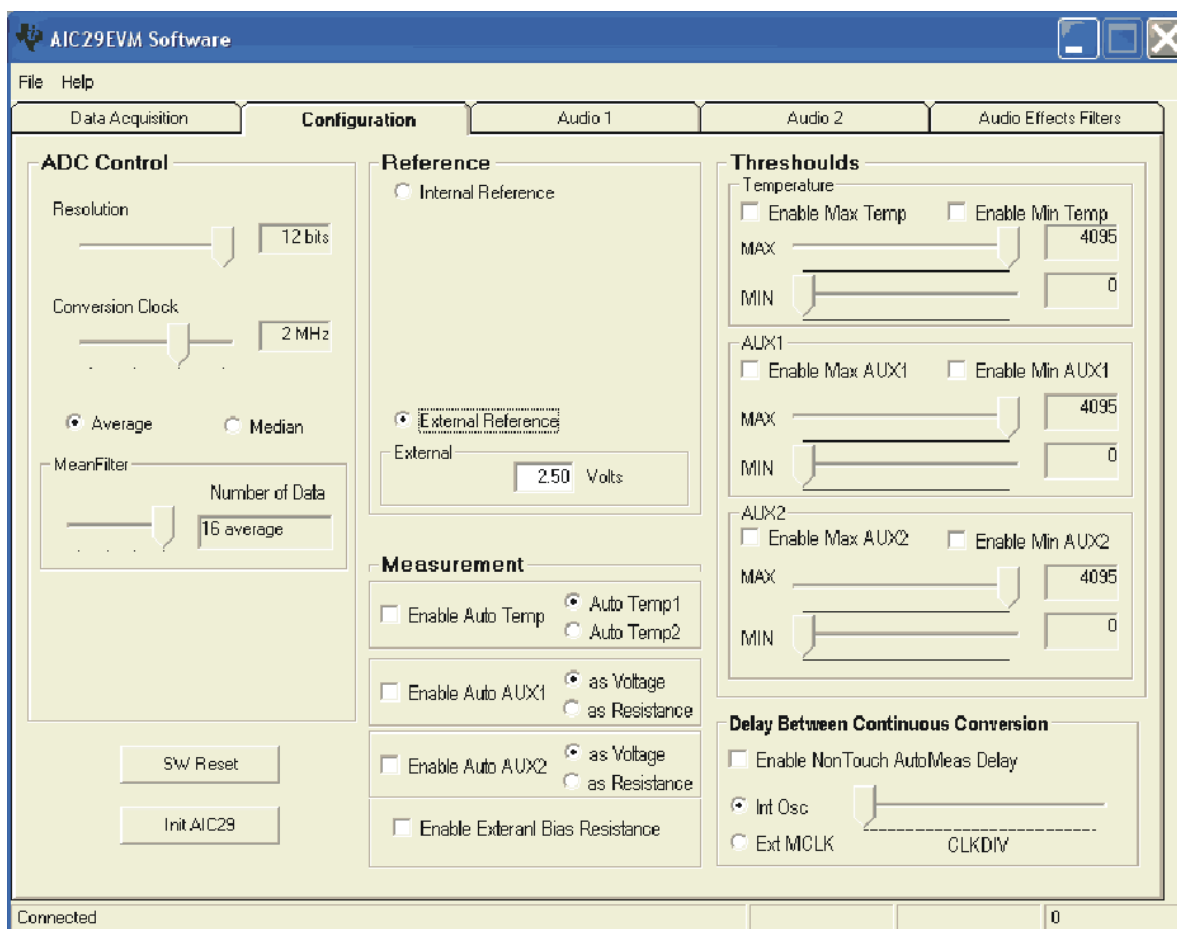 AIC29EVM Software
File Help
Data Acquisition Configuration Audio 1 Audio 2 Audio Effects Filters
ADC Control
Resolution
12 bits
Conversion Clock
2 MHz
Average Median
MeanFilter
Number of Data
16 average
SW Reset
Init AIC29
Reference
Internal Reference
External Reference
External
2.50 Volts
Measurement
Enable Auto Temp
Auto Temp1
Auto Temp2
Enable Auto AUX1
as Voltage
as Resistance
Enable Auto AUX2
as Voltage
as Resistance
Enable Exteranl Bias Resistance
Threshoulds
Temperature
Enable Max Temp Enable Min Temp
MAX 4095
MIN 0
AUX1
Enable Max AUX1 Enable Min AUX1
MAX 4095
MIN 0
AUX2
Enable Max AUX2 Enable Min AUX2
MAX 4095
MIN 0
Delay Between Continuous Conversion
Enable NonTouch AutoMeas Delay
Int Osc
Ext MCLK CLKDIV
Connected 0